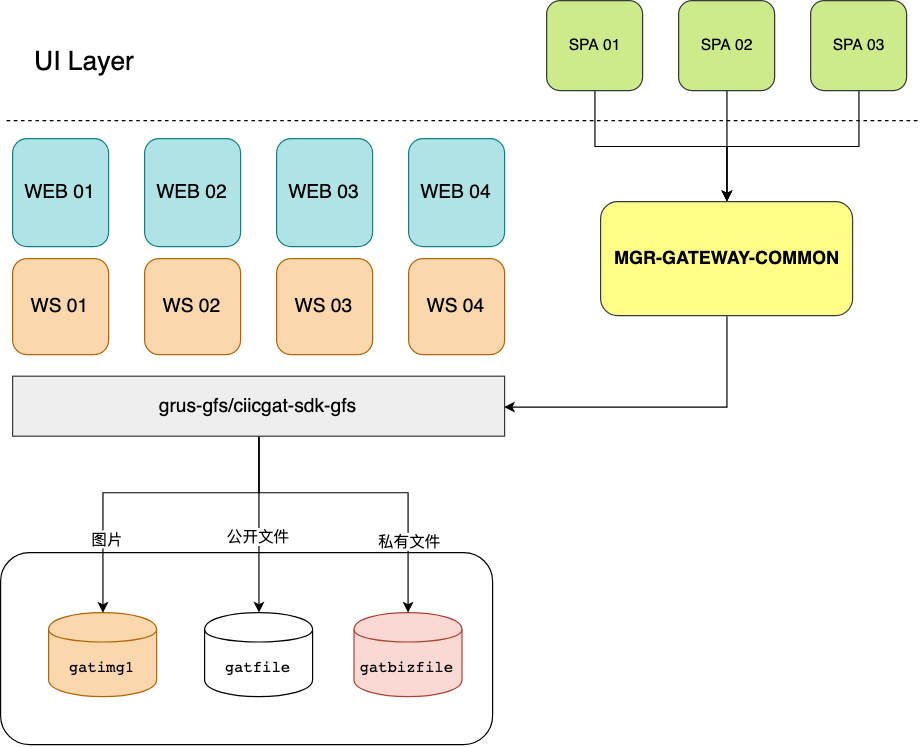 UI Layer
SPA 01
SPA 02
SPA 03
WEB 01
WEB 02
WEB 03
WEB 04
MGR-GATEWAY-COMMON
WS 01
WS 02
WS 03
WS 04
grus-gfs/ciicgat-sdk-gfs
图片
公开文件
私有文件
gatimg1
gatfile
gatbizfile